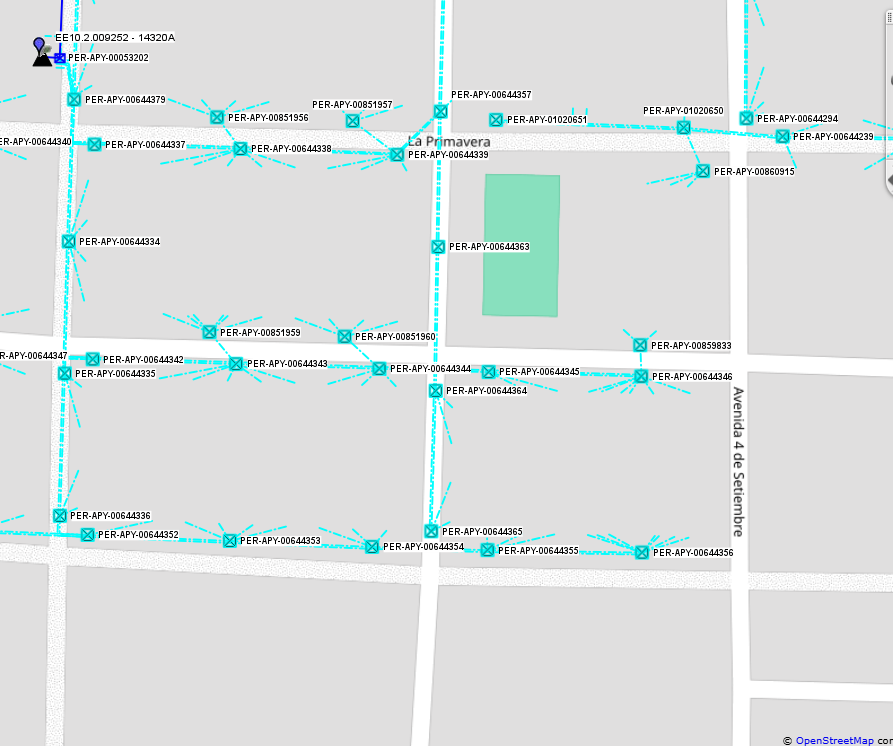 EE10.2.009252 - 14320A
PER-APY-00053202
PER-APY-00644379
PER-APY-00851956
PER-APY-00851957
PER-APY-00644357
PER-APY-01020651
PER-APY-01020650
PER-APY-00644294
PER-APY-00644239
ER-APY-00644340
PER-APY-00644337
PER-APY-00644338
La Primavera
PER-APY-00644339
PER-APY-00860915
PER-APY-00644334
PER-APY-00644363
PER-APY-00851959
PER-APY-00851960
PER-APY-00859833
R-APY-00644347
PER-APY-00644342
PER-APY-00644343
PER-APY-00644344
PER-APY-00644345
PER-APY-00644346
PER-APY-00644335
PER-APY-00644364
Avenida 4 de Setiembre
PER-APY-00644336
PER-APY-00644352
PER-APY-00644353
PER-APY-00644354
PER-APY-00644365
PER-APY-00644355
PER-APY-00644356
© OpenStreetMap con